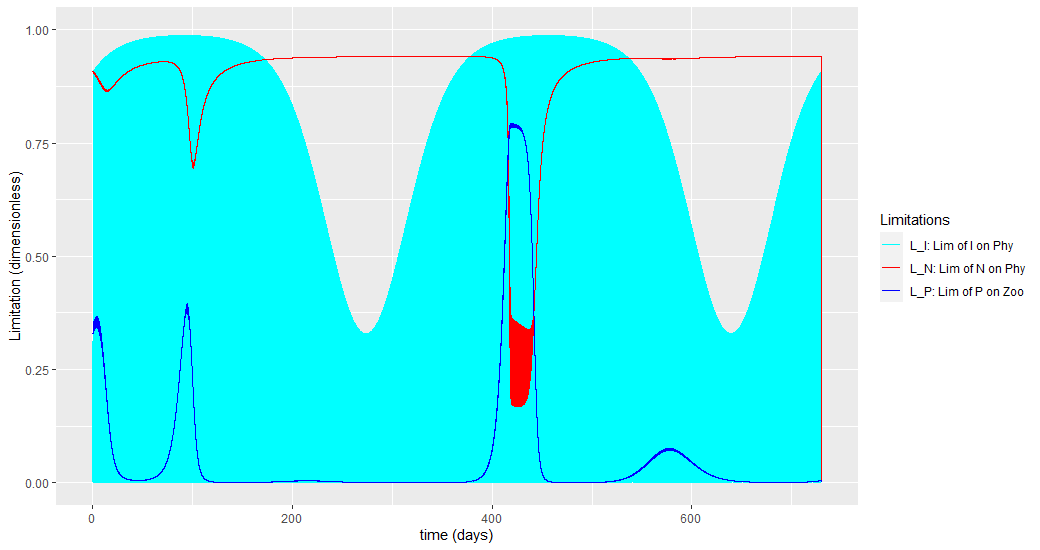 1.00
0.75
0.50
0.25
0.00
Limitation (dimensionless)
0
200
400
600
time (days)
Limitations
L_I: Lim of I on Phy
L_N: Lim of N on Phy
L_P: Lim of P on Zoo